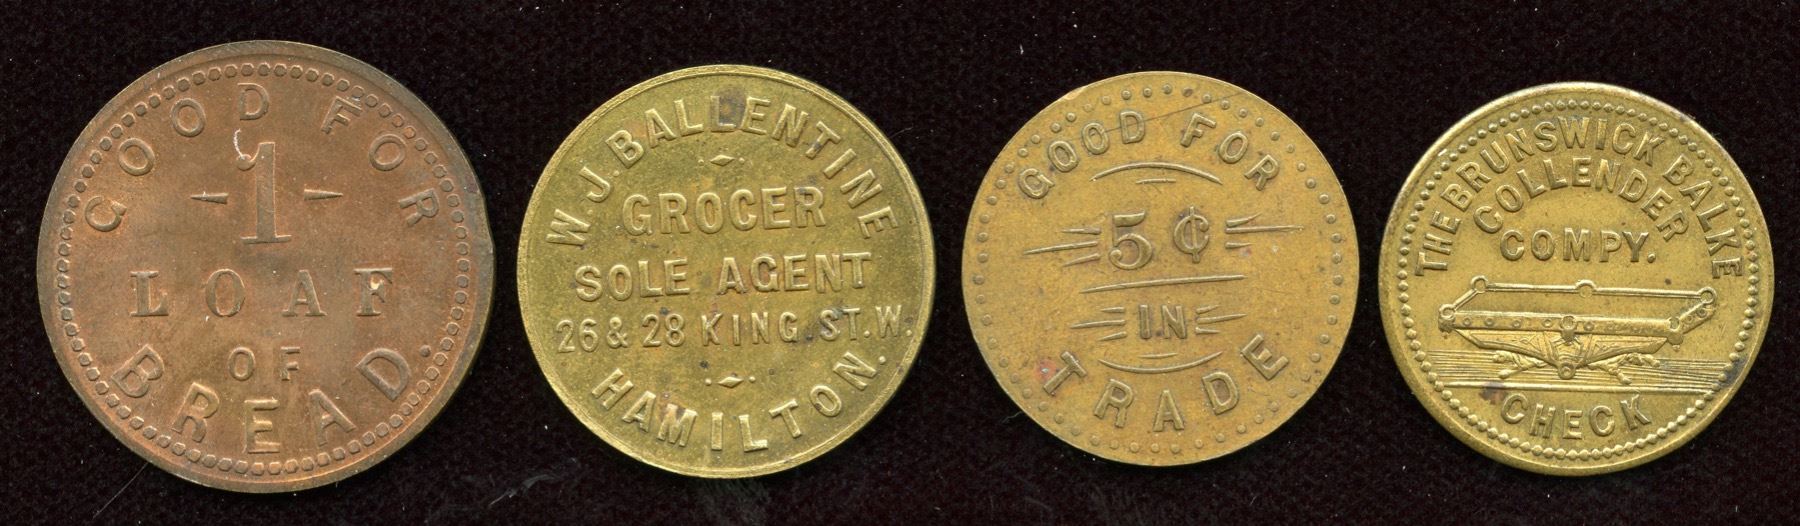 GOOD FOR
1
LOAF
OF
BREAD.
W. J. BALLENTINE
GROCER
SOLE AGENT
26 & 28 KING. ST. W.
HAMILTON.
GOOD FOR
5 ¢
IN
TRADE
THE BRUNSWICK BALKE
COLLENDER
COMPY.
CHECK